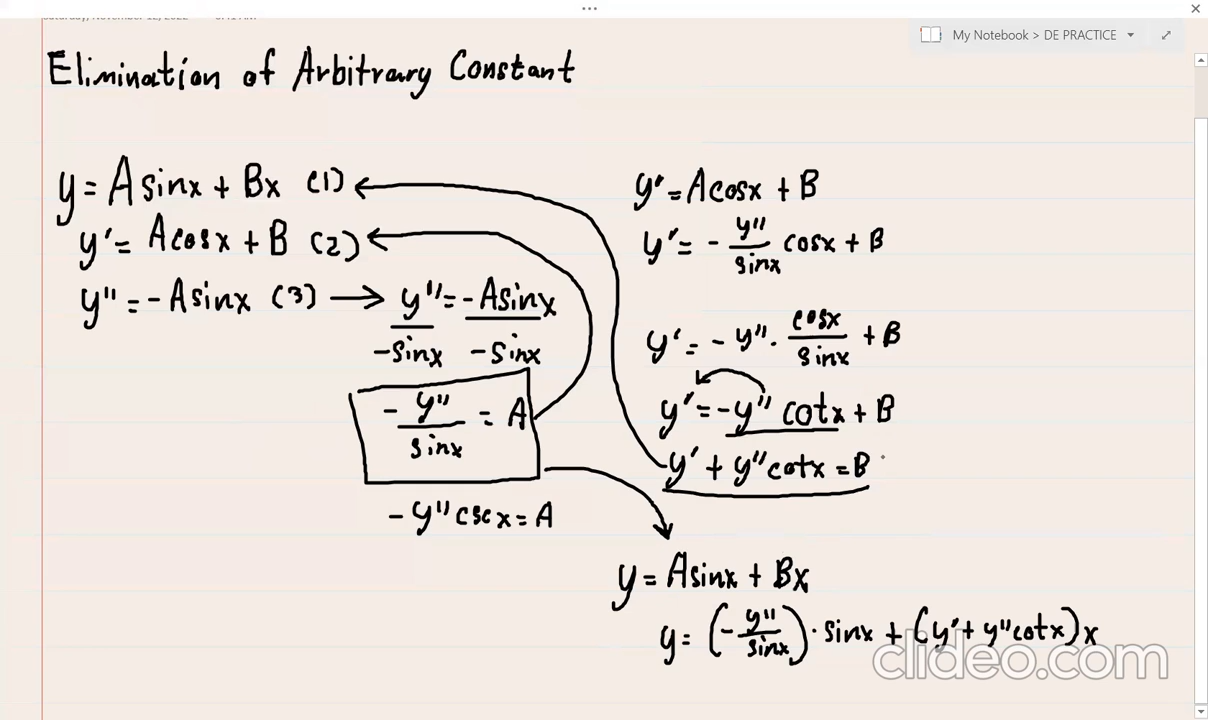 My Notebook > DE PRACTICE
Elimination of Arbitrary Constant
y = A sinx + Bx (1)
y' = A cosx + B (2)
y'' = - A sinx (3) → y'' = - A sinx
-sinx -sinx
- y''/sinx = A
- y'' csc x = A
y' = A cosx + B
y' = - y''/sinx cosx + B
y' = - y'' · cosx/sinx + B
y' = - y'' cotx + B
y' + y'' cotx = B
y = A sinx + Bx
y = (- y''/sinx) · sinx + (y' + y'' cotx) x
clideo.com